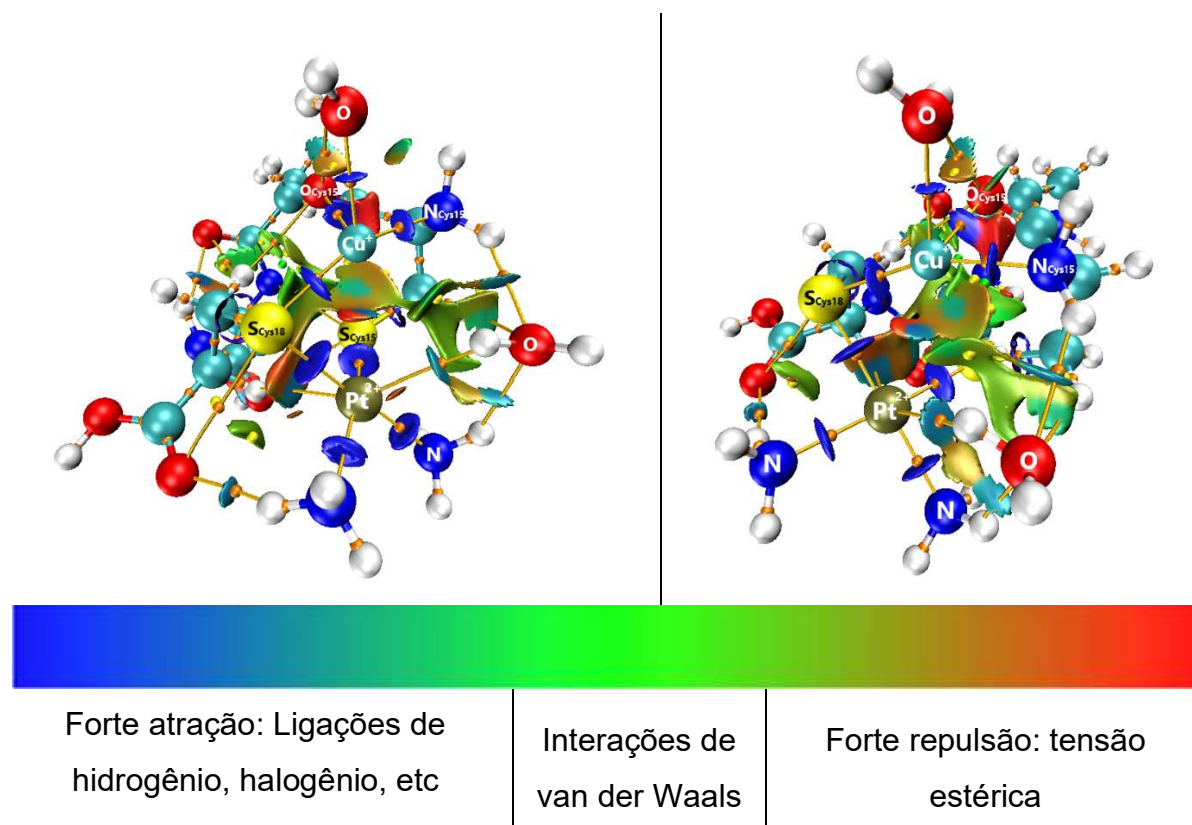 O
OCys15
NCys15
Cu+
SCys18
SCys15
O
Pt2+
N
O
OCys15
Cu+
NCys15
SCys18
Pt2+
N
O
N
Forte atração: Ligações de
hidrogênio, halogênio, etc
Interações de
van der Waals
Forte repulsão: tensão
estérica